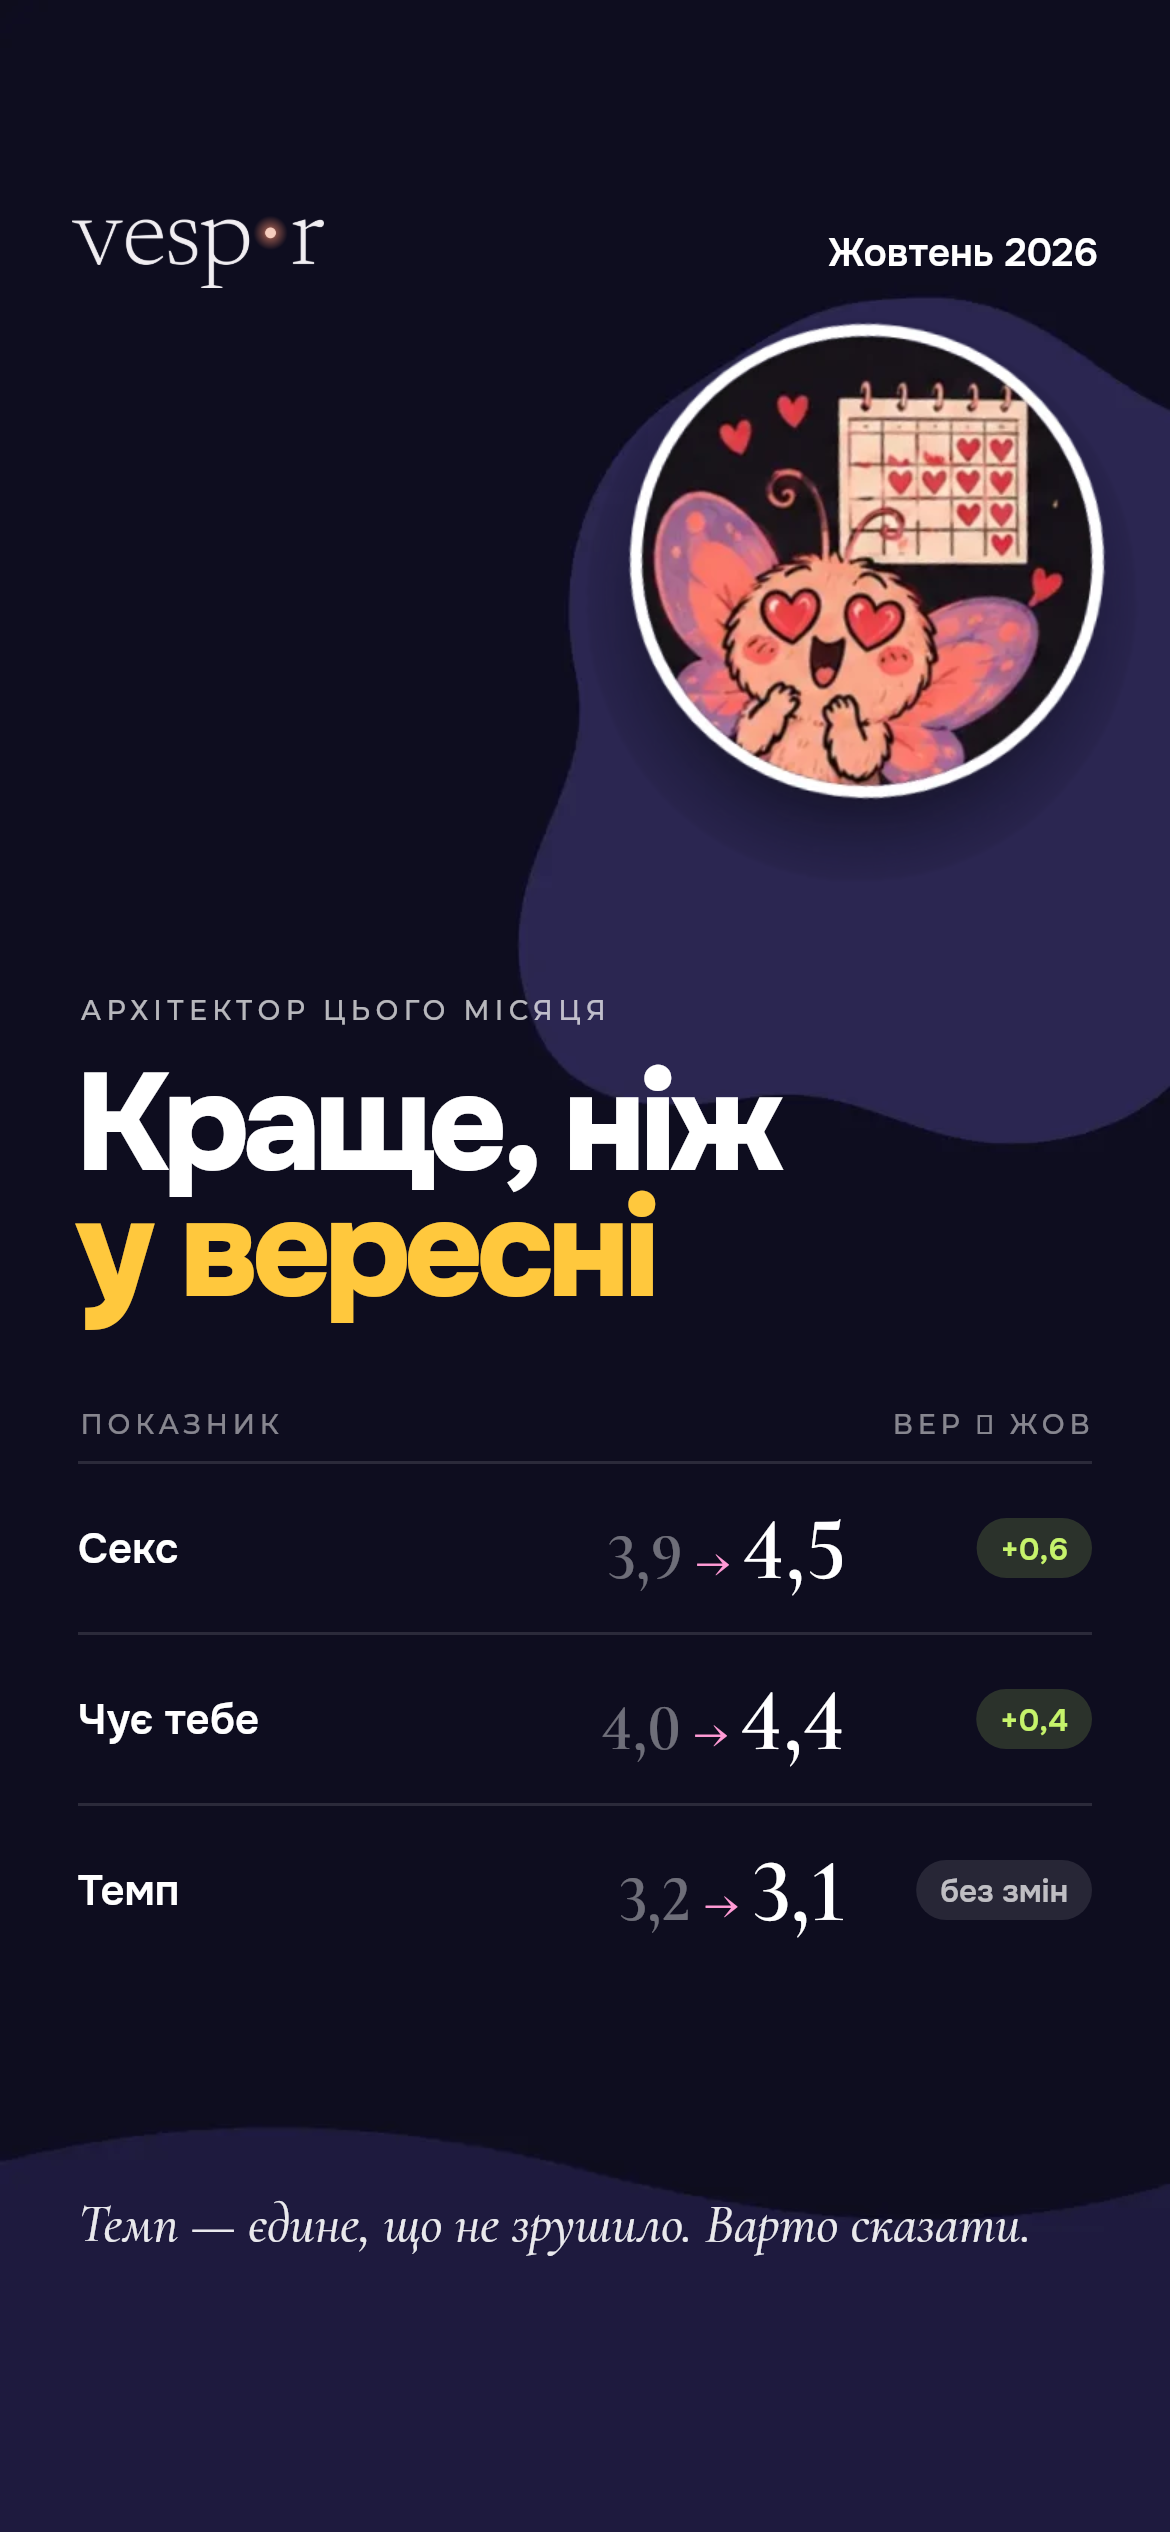 vesp•r
Жовтень 2026
АРХІТЕКТОР ЦЬОГО МІСЯЦЯ
Краще, ніж
у вересні
ПОКАЗНИК ВЕР ▯ ЖОВ
Секс 3,9 → 4,5 +0,6
Чує тебе 4,0 → 4,4 +0,4
Темп 3,2 → 3,1 без змін
Темп — єдине, що не зрушило. Варто сказати.